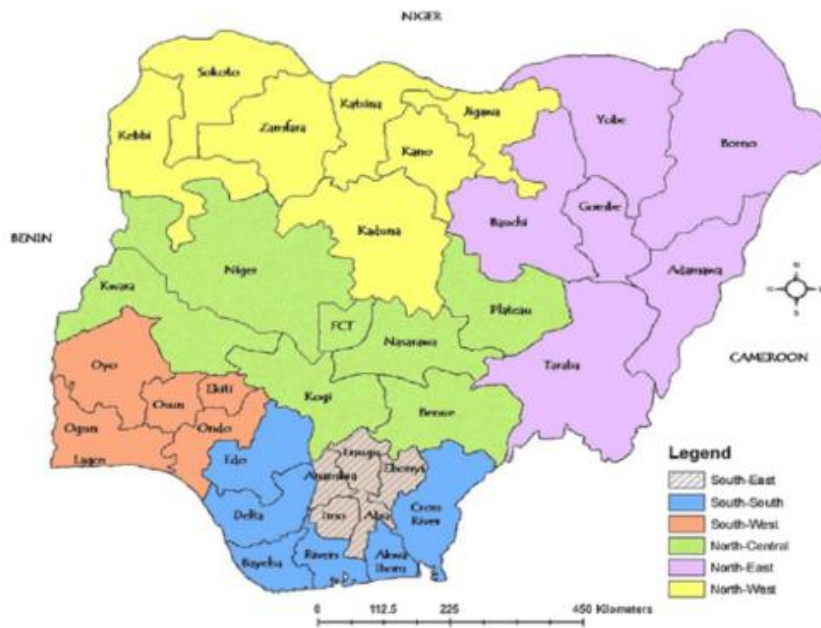 NIGER
Sokoto
Katsina
Jigawa
Yobe
Kebbi
Zamfara
Kano
Borno
Gombe
Bauchi
BENIN
Kaduna
Niger
Adamawa
N
W
E
S
Kwara
Plateau
FCT
Nasarawa
CAMEROON
Oyo
Taraba
Osun
Ekiti
Kogi
Benue
Ogun
Ondo
Lagos
Edo
Enugu
Ebonyi
Anambra
Legend
South-East
South-South
South-West
North-Central
North-East
North-West
Delta
Imo
Abia
Cross
River
Bayelsa
Rivers
Akwa
Ibom
0 112.5 225 450 Kilometers